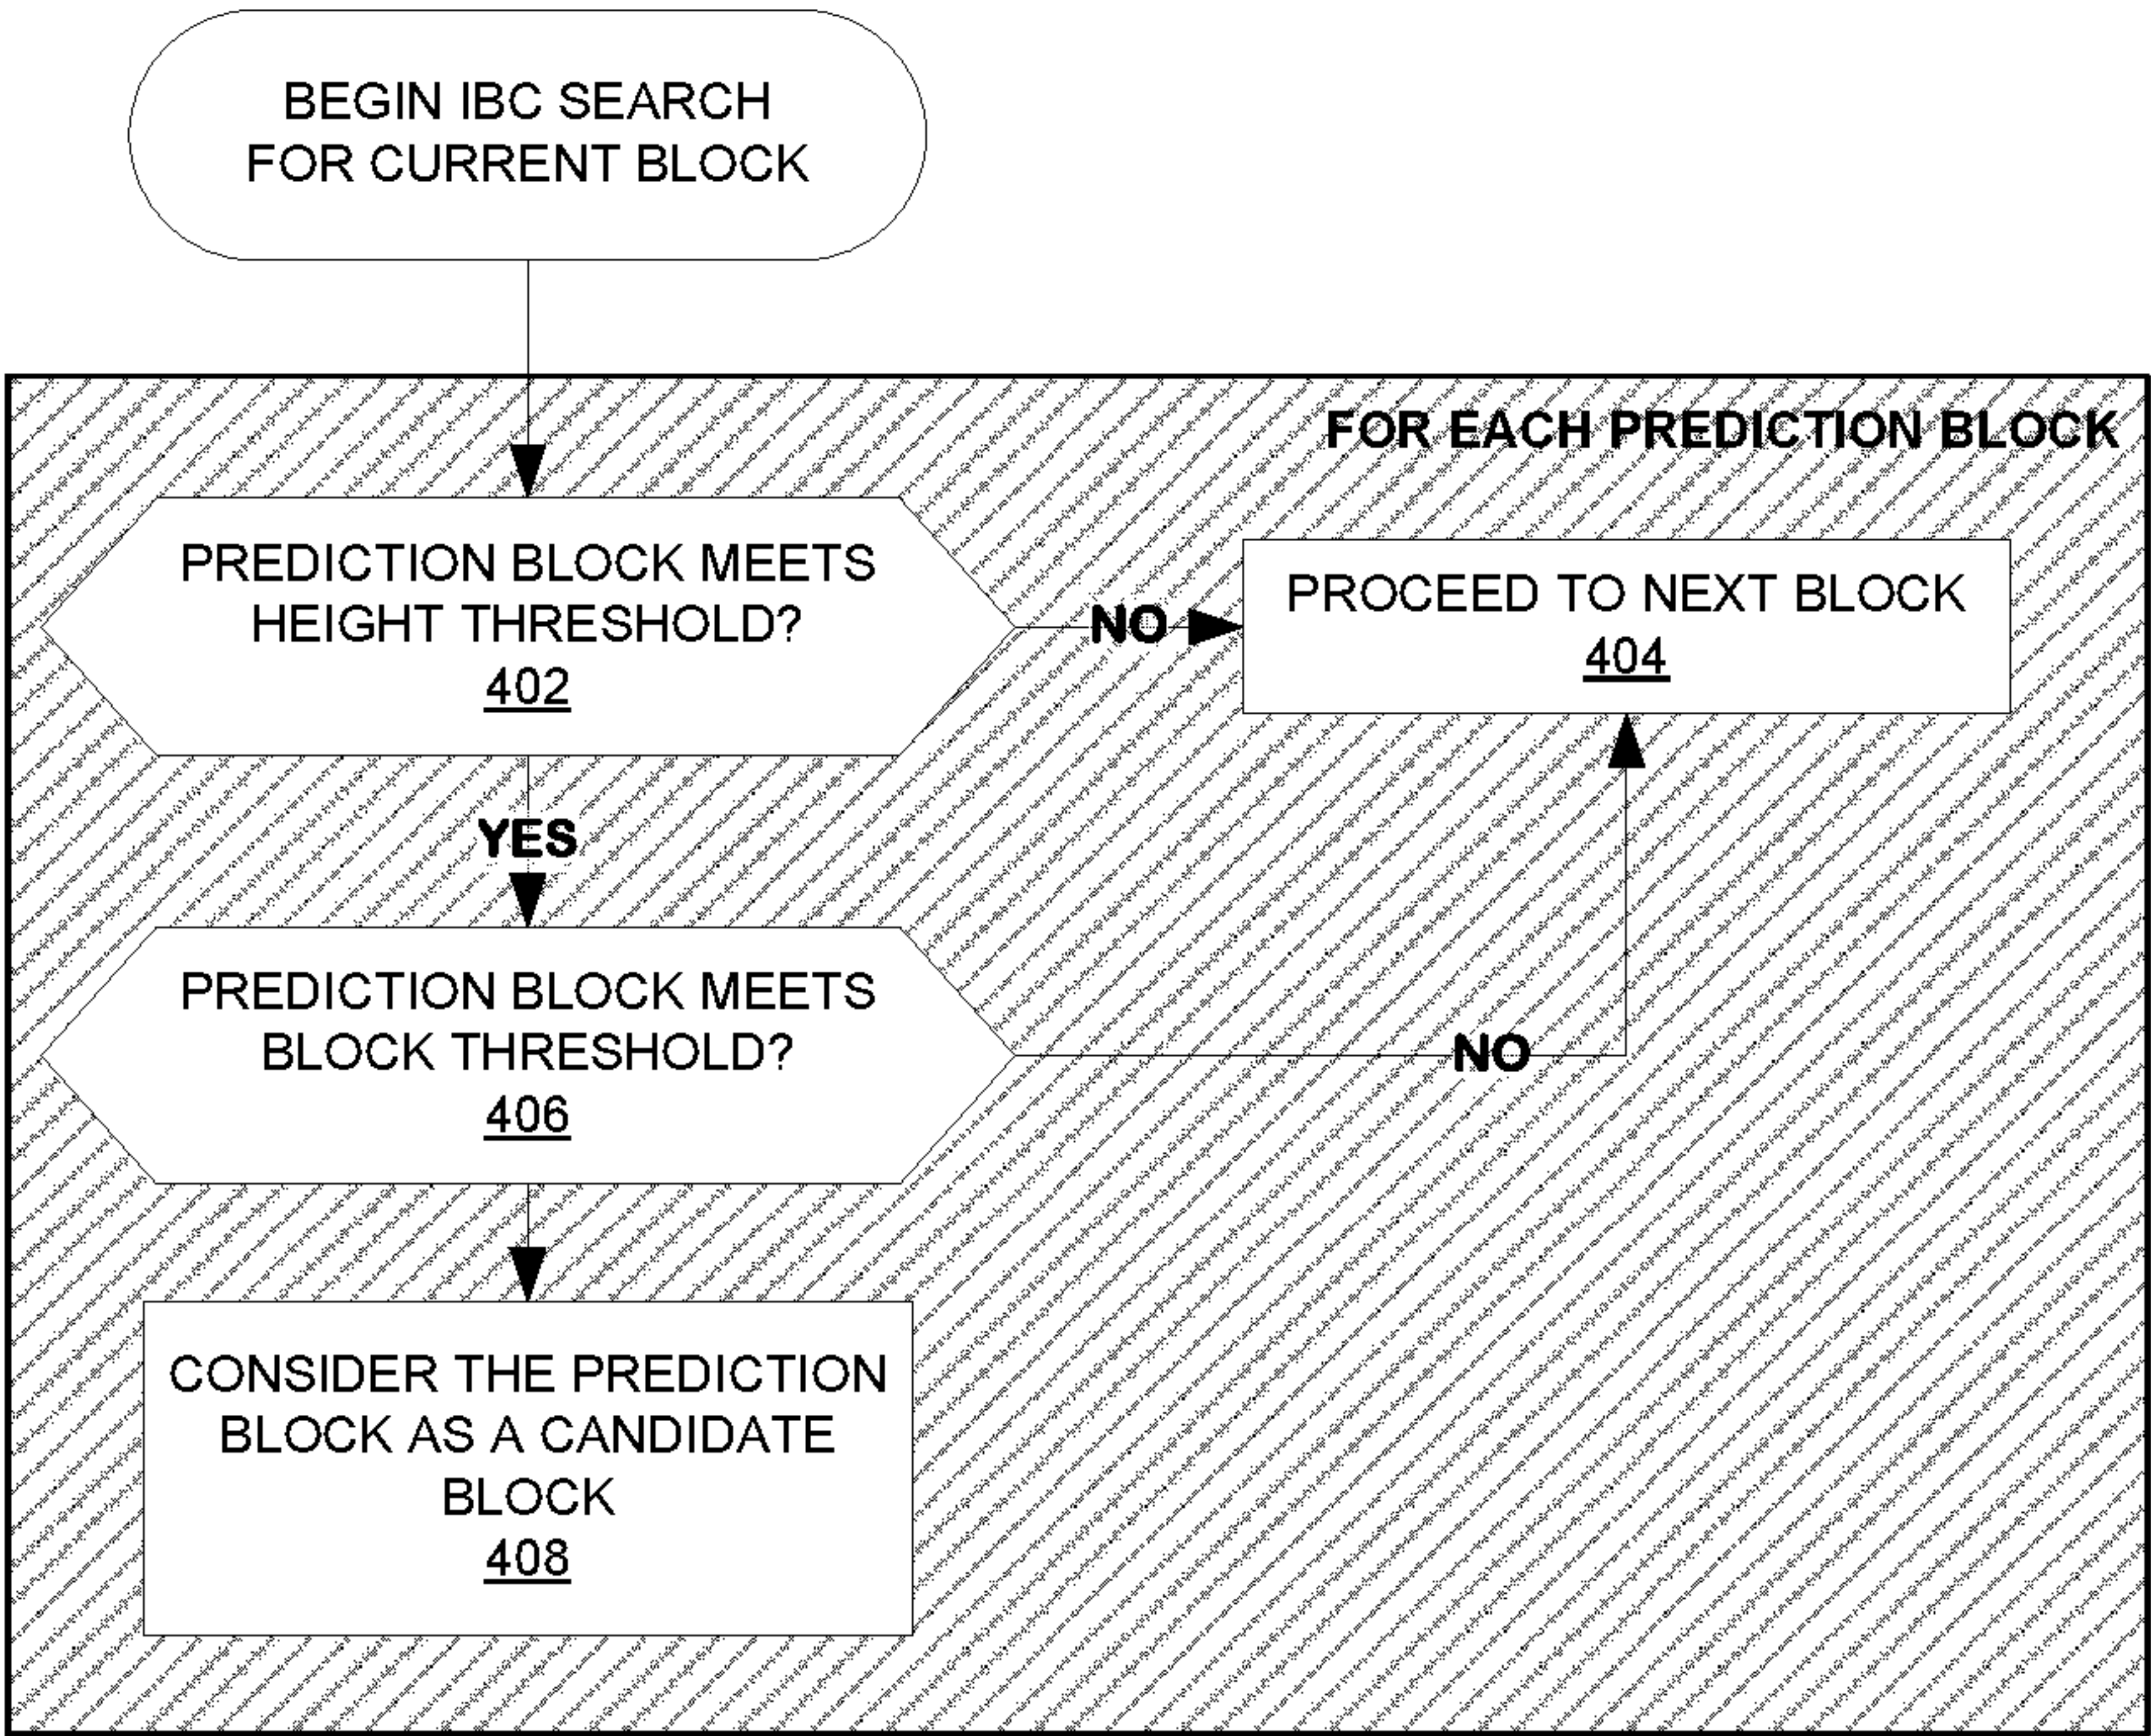 BEGIN IBC SEARCH
FOR CURRENT BLOCK
FOR EACH PREDICTION BLOCK
PREDICTION BLOCK MEETS
HEIGHT THRESHOLD?
402
NO
PROCEED TO NEXT BLOCK
404
YES
PREDICTION BLOCK MEETS
BLOCK THRESHOLD?
406
NO
CONSIDER THE PREDICTION
BLOCK AS A CANDIDATE
BLOCK
408